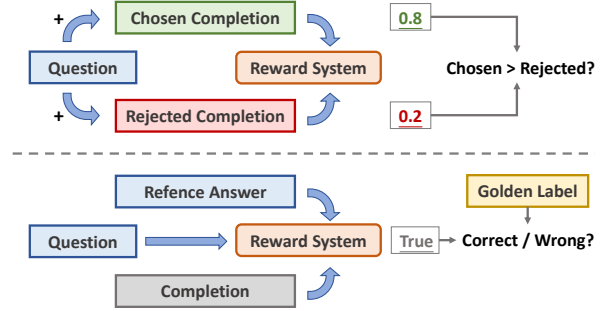 + Chosen Completion 0.8
Question Reward System Chosen > Rejected?
+ Rejected Completion 0.2
Refence Answer Golden Label
Question Reward System True Correct / Wrong?
Completion